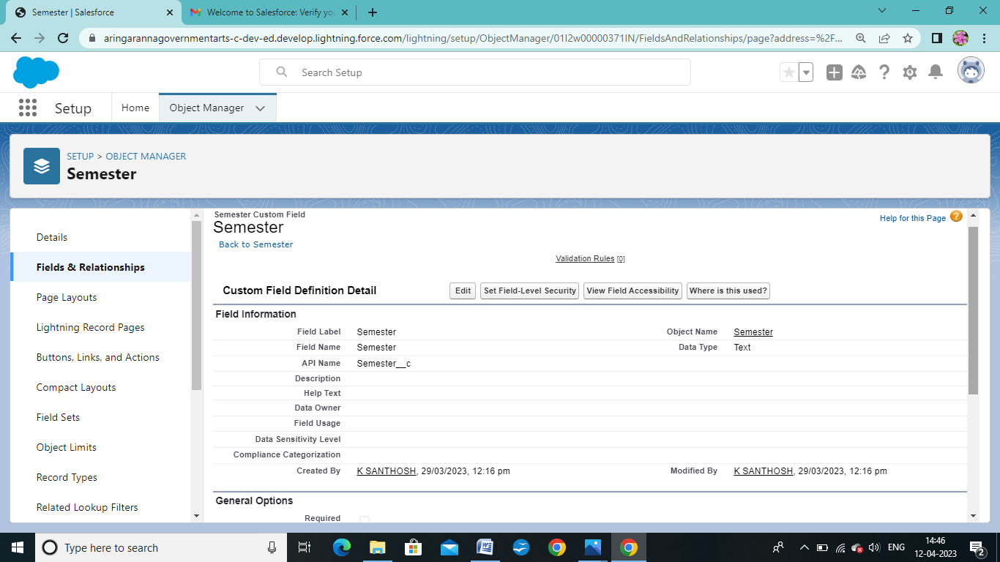 Semester | Salesforce
Welcome to Salesforce: Verify yo
aringarannagovernmentarts-c-dev-ed.develop.lightning.force.com/lightning/setup/ObjectManager/01I2w00000371IN/FieldsAndRelationships/page?address=%2F...
Search Setup
Setup
Home
Object Manager
SETUP > OBJECT MANAGER
Semester
Details
Fields & Relationships
Page Layouts
Lightning Record Pages
Buttons, Links, and Actions
Compact Layouts
Field Sets
Object Limits
Record Types
Related Lookup Filters
Semester Custom Field
Semester
Back to Semester
Help for this Page
Validation Rules [0]
Custom Field Definition Detail
Edit
Set Field-Level Security
View Field Accessibility
Where is this used?
Field Information
Field Label Semester Object Name Semester
Field Name Semester Data Type Text
API Name Semester__c
Description
Help Text
Data Owner
Field Usage
Data Sensitivity Level
Compliance Categorization
Created By K SANTHOSH, 29/03/2023, 12:16 pm Modified By K SANTHOSH, 29/03/2023, 12:16 pm
General Options
Required
Type here to search
ENG
14:46
12-04-2023
2